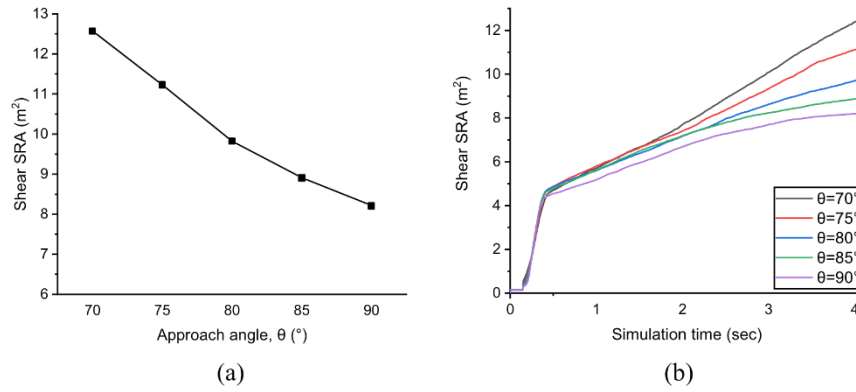 13
12
11
10
9
8
7
6
Shear SRA (m²)
70 75 80 85 90
Approach angle, θ (°)
(a)
12
10
8
6
4
2
0
Shear SRA (m²)
0 1 2 3 4
Simulation time (sec)
θ=70°
θ=75°
θ=80°
θ=85°
θ=90°
(b)